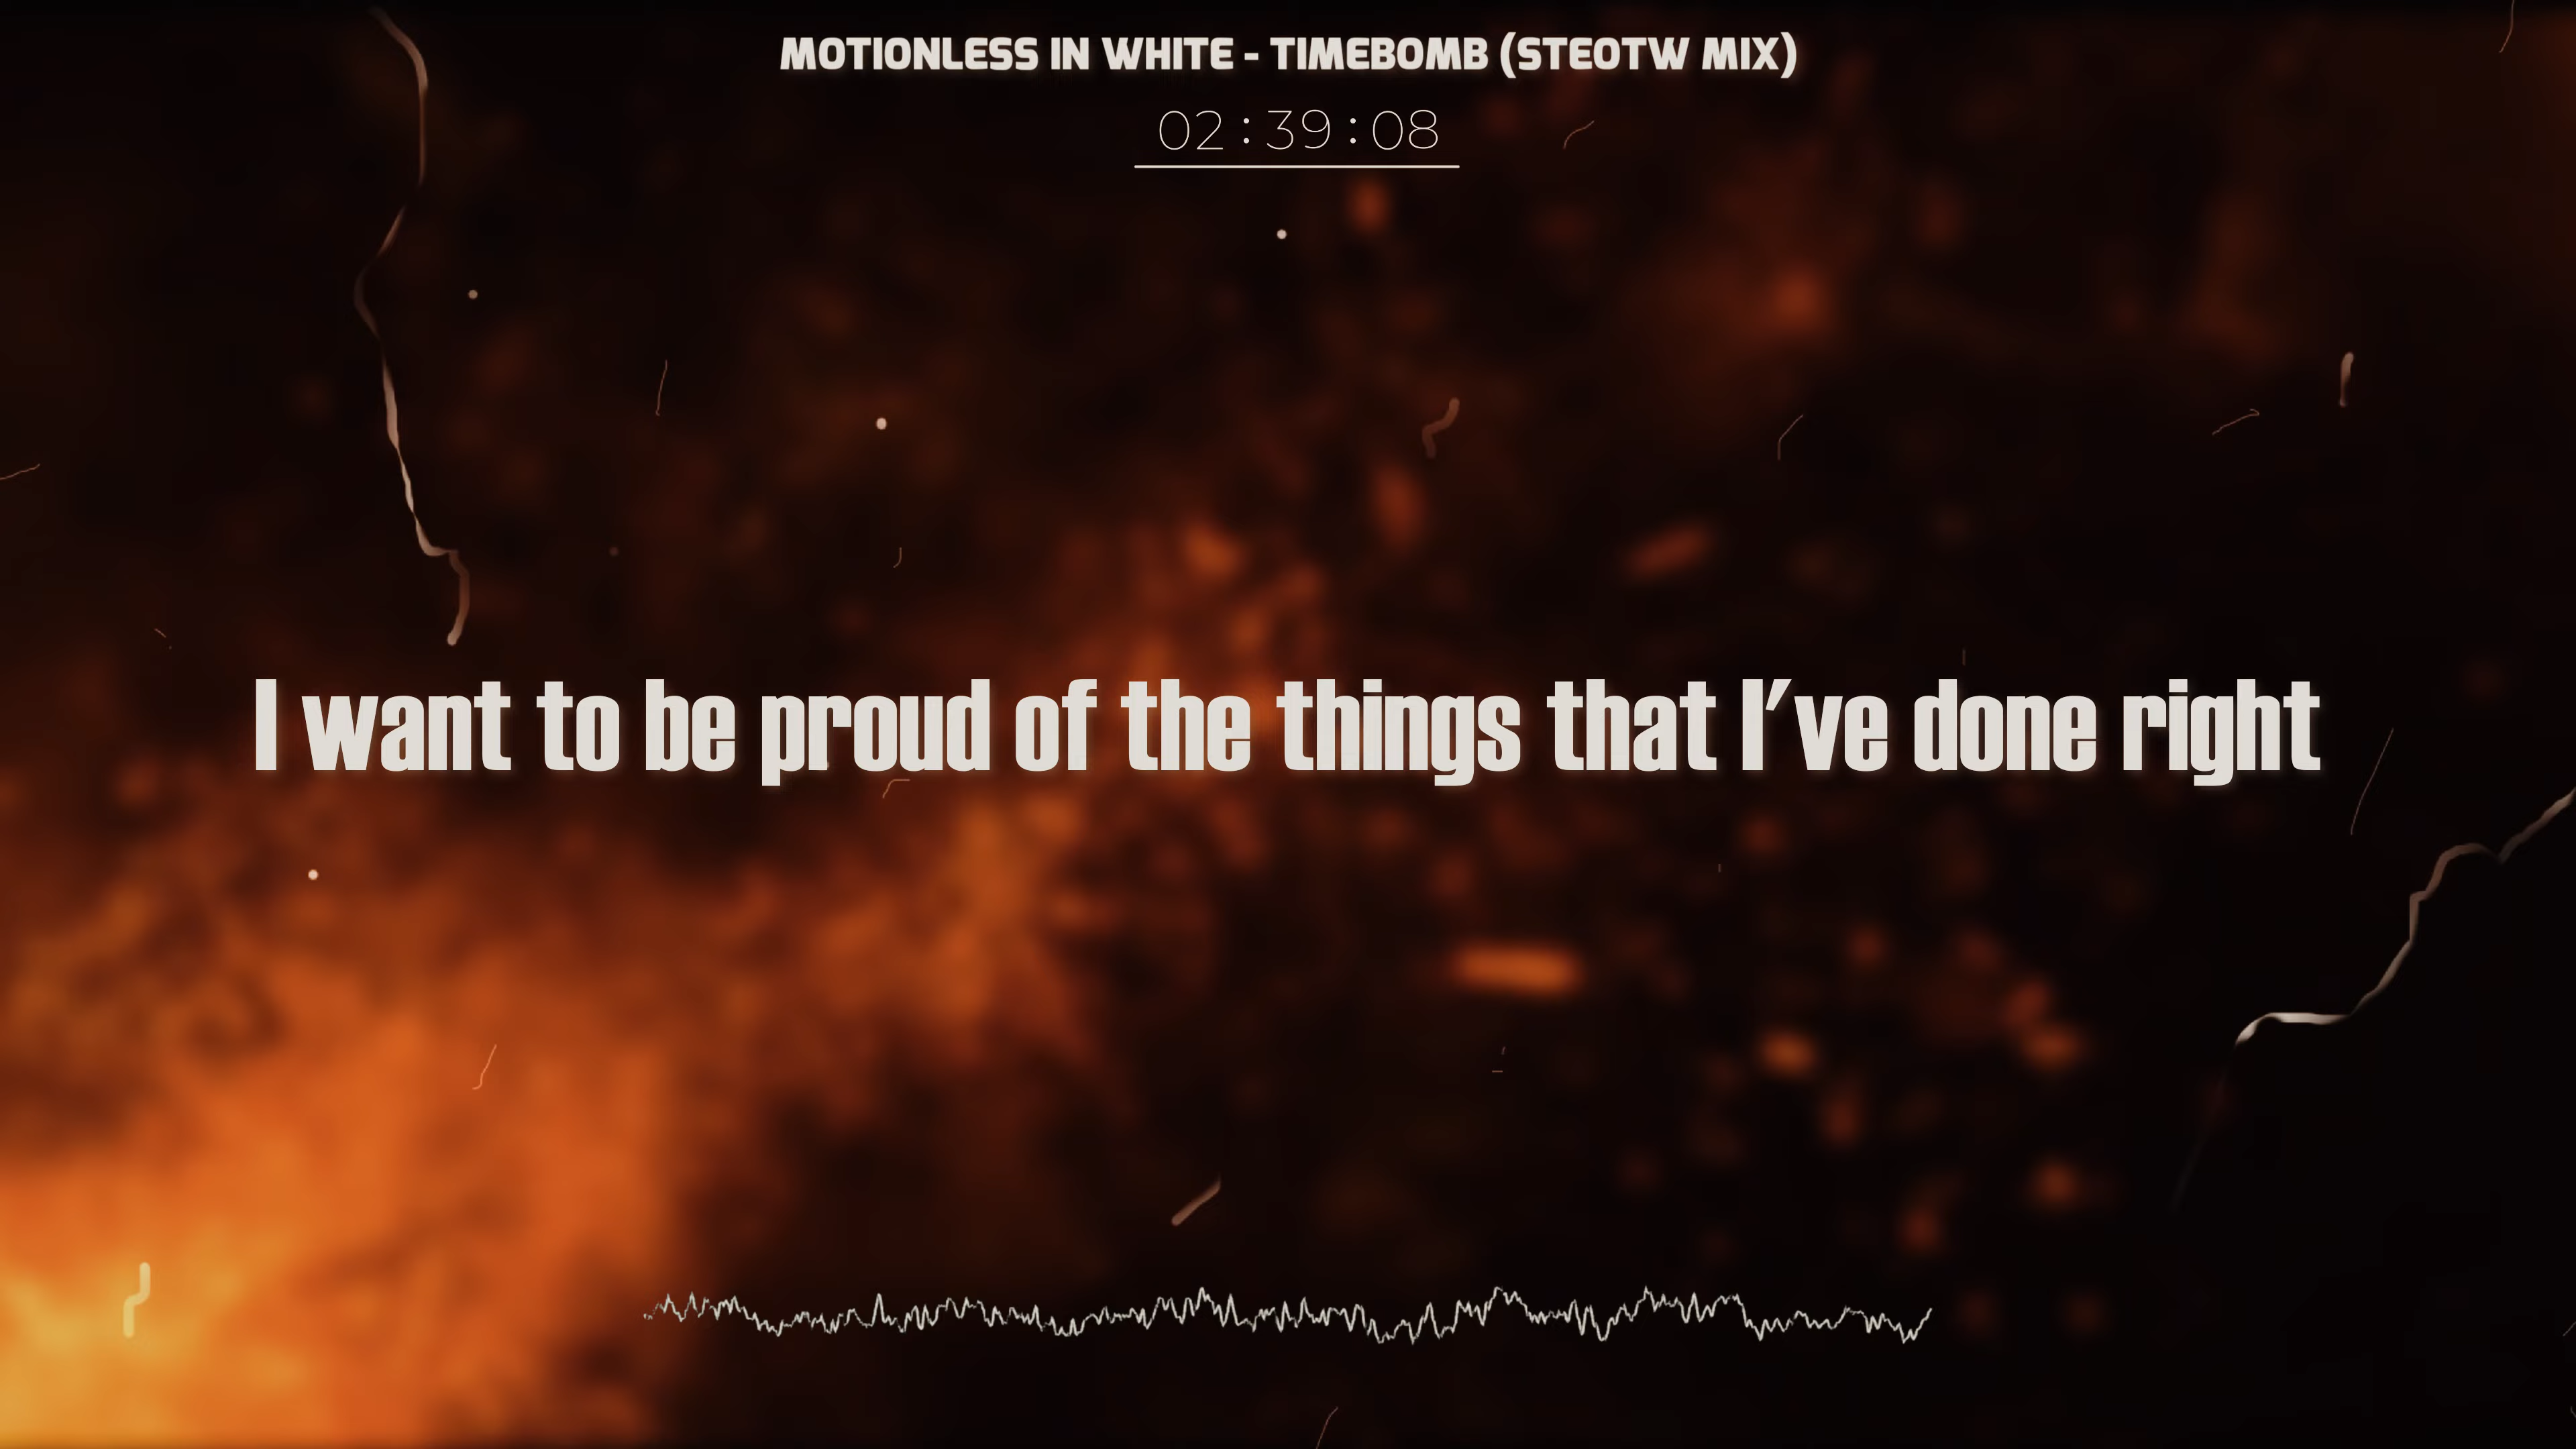 MOTIONLESS IN WHITE - TIMEBOMB (STEOTW MIX)
02:39:08
I want to be proud of the things that I've done right